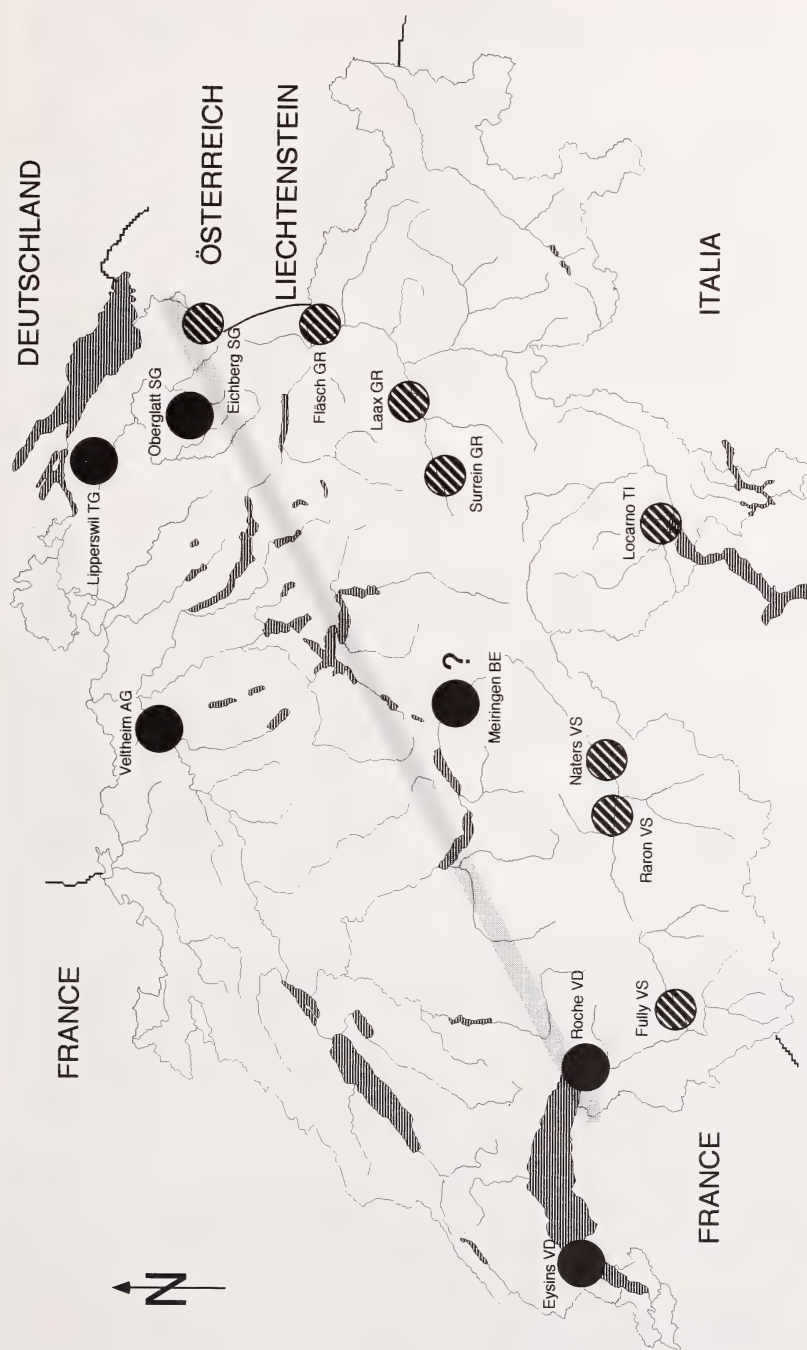 DEUTSCHLAND
FRANCE
ÖSTERREICH
LIECHTENSTEIN
Lipperswil TG
Oberglatt SG
Eichberg SG
Veltheim AG
Fläsch GR
Laax GR
Surrein GR
?
Meiringen BE
Locarno TI
Naters VS
Raron VS
Roche VD
Fully VS
Eysins VD
ITALIA
FRANCE
N